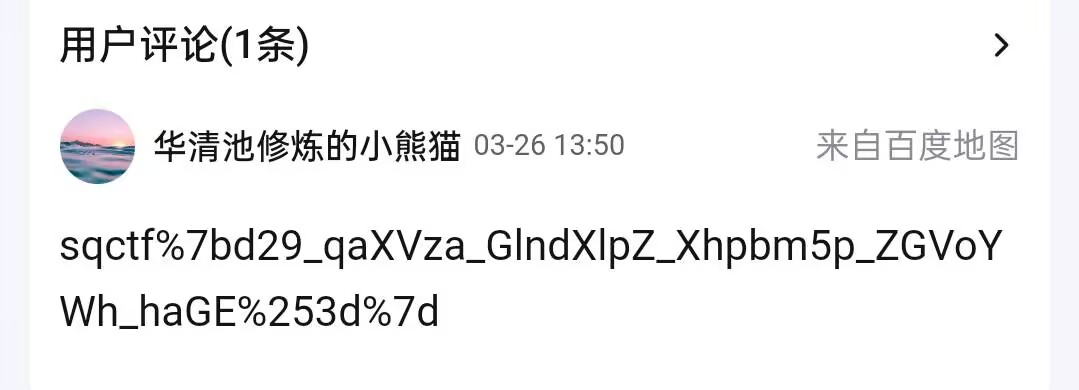 用户评论(1条)
华清池修炼的小熊猫 03-26 13:50 来自百度地图
sqctf%7bd29_qaXVza_GlndXlpZ_Xhpbm5p_ZGVoY
Wh_haGE%253d%7d